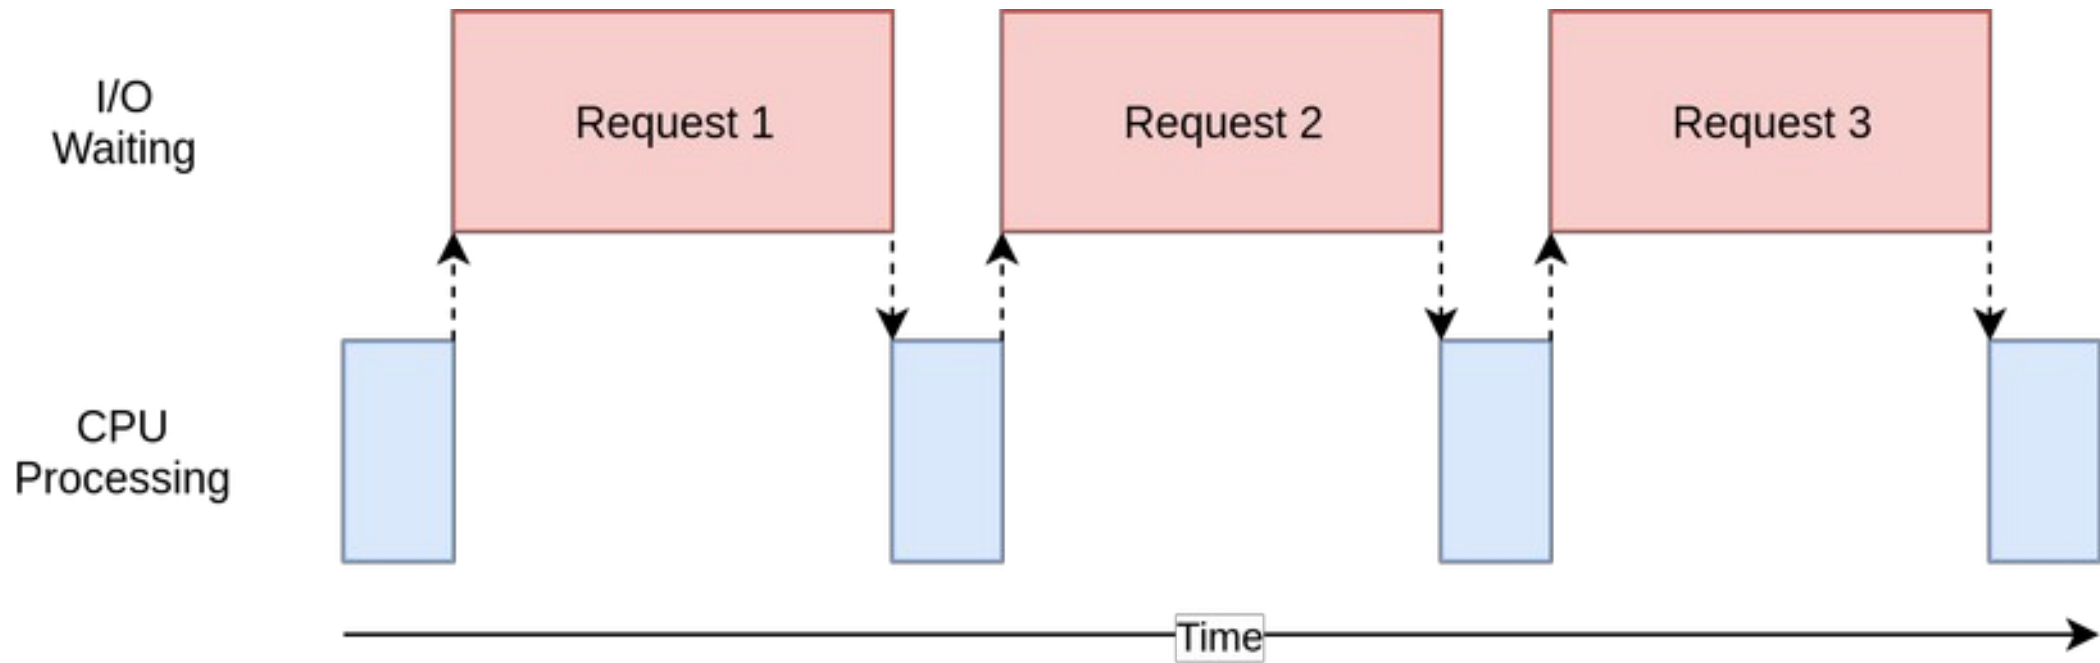 I/O
Waiting
Request 1
Request 2
Request 3
CPU
Processing
Time